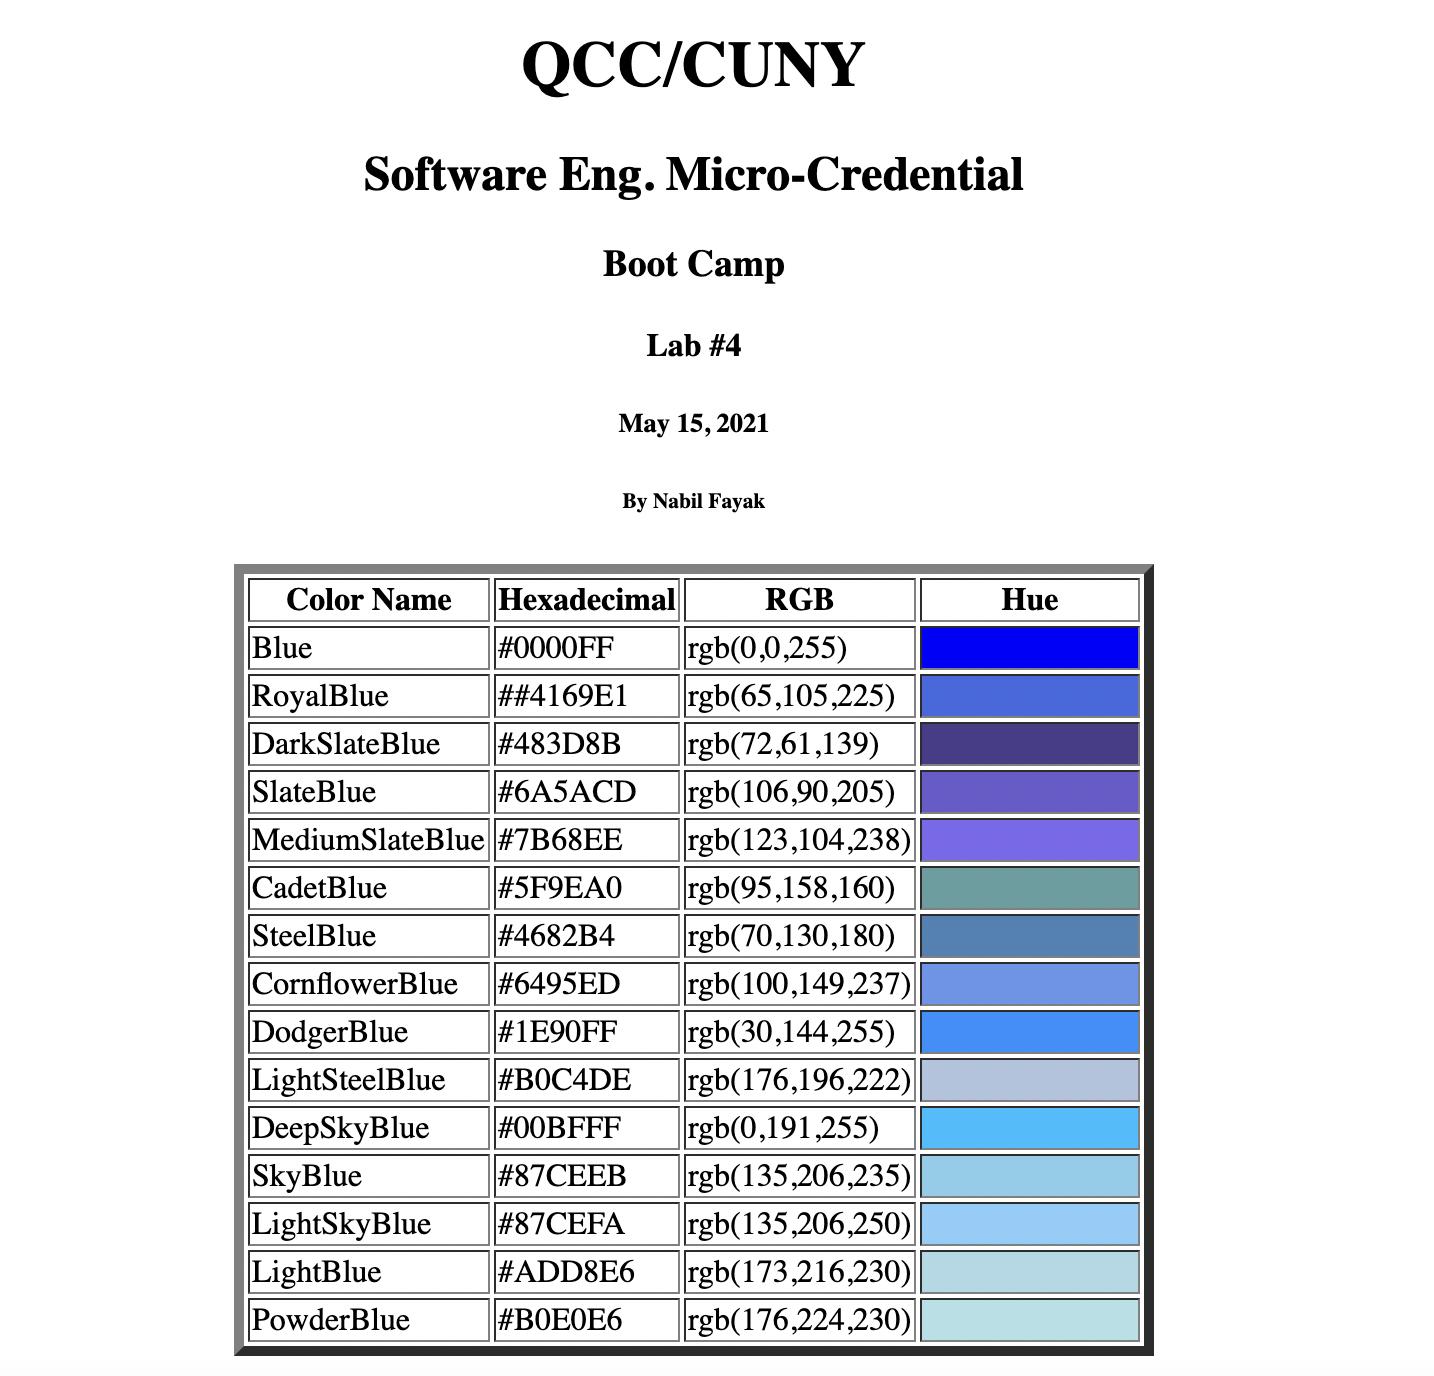 QCC/CUNY
Software Eng. Micro-Credential
Boot Camp
Lab #4
May 15, 2021
By Nabil Fayak
Color Name Hexadecimal RGB Hue
Blue #0000FF rgb(0,0,255)
RoyalBlue ##4169E1 rgb(65,105,225)
DarkSlateBlue #483D8B rgb(72,61,139)
SlateBlue #6A5ACD rgb(106,90,205)
MediumSlateBlue #7B68EE rgb(123,104,238)
CadetBlue #5F9EA0 rgb(95,158,160)
SteelBlue #4682B4 rgb(70,130,180)
CornflowerBlue #6495ED rgb(100,149,237)
DodgerBlue #1E90FF rgb(30,144,255)
LightSteelBlue #B0C4DE rgb(176,196,222)
DeepSkyBlue #00BFFF rgb(0,191,255)
SkyBlue #87CEEB rgb(135,206,235)
LightSkyBlue #87CEFA rgb(135,206,250)
LightBlue #ADD8E6 rgb(173,216,230)
PowderBlue #B0E0E6 rgb(176,224,230)